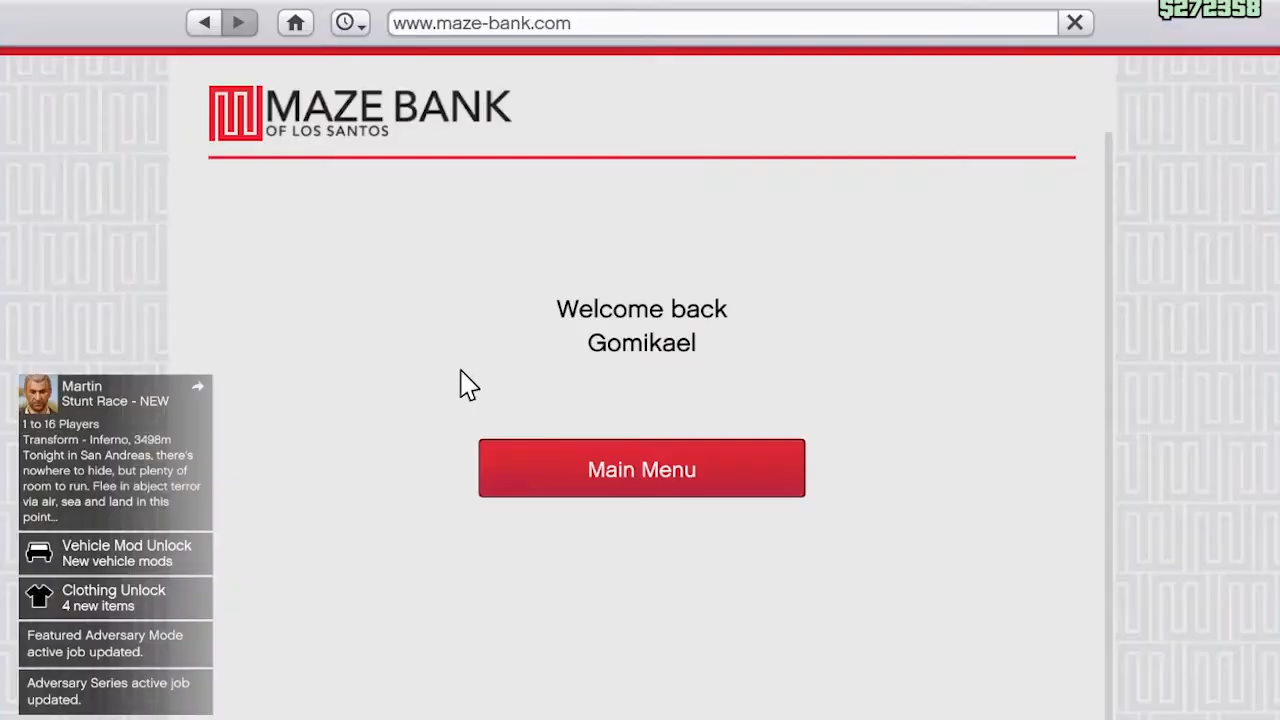 www.maze-bank.com
$272358
MAZE BANK
OF LOS SANTOS
Welcome back
Gomikael
Main Menu
Martin
Stunt Race - NEW
1 to 16 Players
Transform - Inferno, 3498m
Tonight in San Andreas, there's
nowhere to hide, but plenty of
room to run. Flee in abject terror
via air, sea and land in this
point...
Vehicle Mod Unlock
New vehicle mods
Clothing Unlock
4 new items
Featured Adversary Mode
active job updated.
Adversary Series active job
updated.